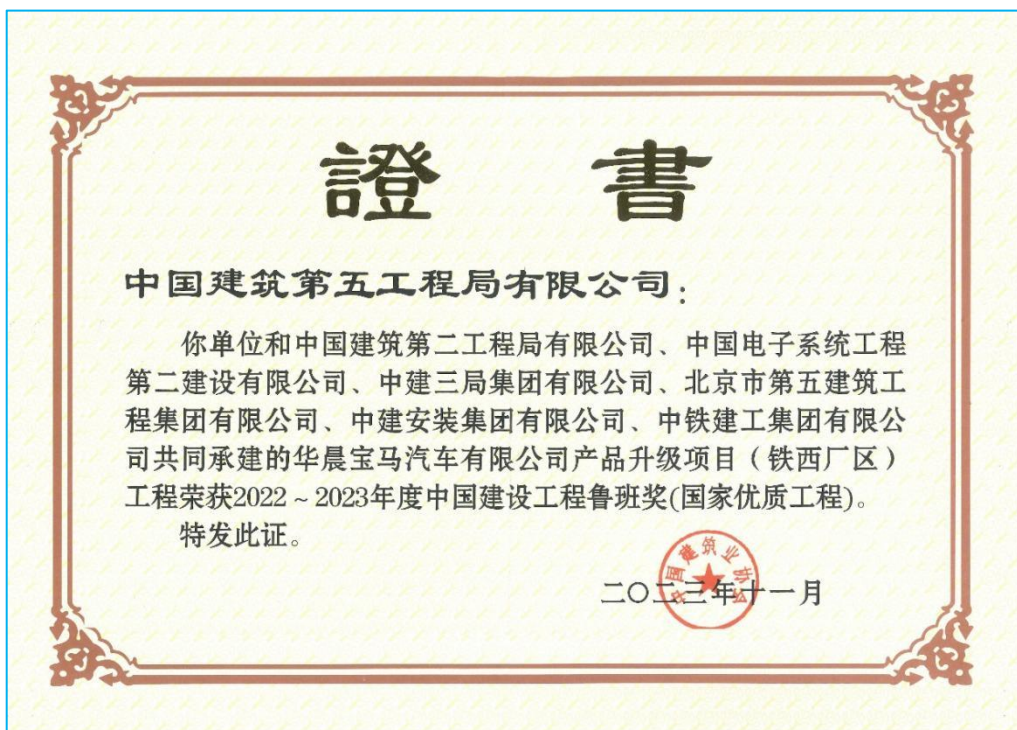 證 書
中国建筑第五工程局有限公司：
你单位和中国建筑第二工程局有限公司、中国电子系统工程
第二建设有限公司、中建三局集团有限公司、北京市第五建筑工
程集团有限公司、中建安装集团有限公司、中铁建工集团有限公
司共同承建的华晨宝马汽车有限公司产品升级项目（铁西厂区）
工程荣获2022～2023年度中国建设工程鲁班奖(国家优质工程)。
特发此证。
中国建筑业协会
二〇二三年十一月